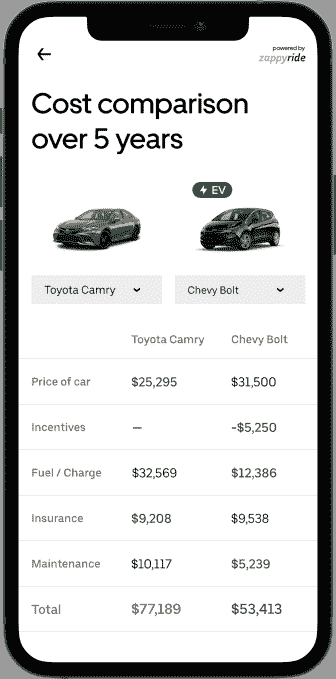 powered by
zappyride
Cost comparison
over 5 years
EV
Toyota Camry
Chevy Bolt
Toyota Camry Chevy Bolt
Price of car $25,295 $31,500
Incentives — -$5,250
Fuel / Charge $32,569 $12,386
Insurance $9,208 $9,538
Maintenance $10,117 $5,239
Total $77,189 $53,413